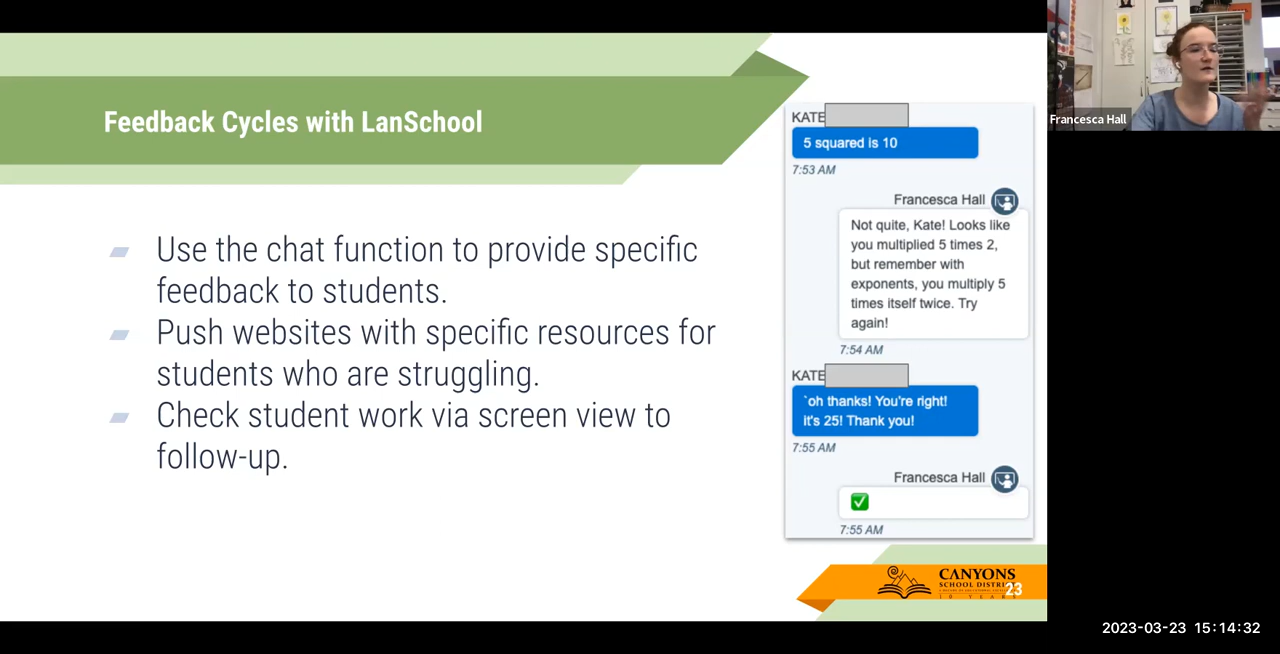 Feedback Cycles with LanSchool
Use the chat function to provide specific
feedback to students.
Push websites with specific resources for
students who are struggling.
Check student work via screen view to
follow-up.
KATE
5 squared is 10
7:53 AM
Francesca Hall
Not quite, Kate! Looks like
you multiplied 5 times 2,
but remember with
exponents, you multiply 5
times itself twice. Try
again!
7:54 AM
KATE
`oh thanks! You're right!
it's 25! Thank you!
7:55 AM
Francesca Hall
7:55 AM
CANYONS
SCHOOL DISTRI
23
Francesca Hall
2023-03-23 15:14:32